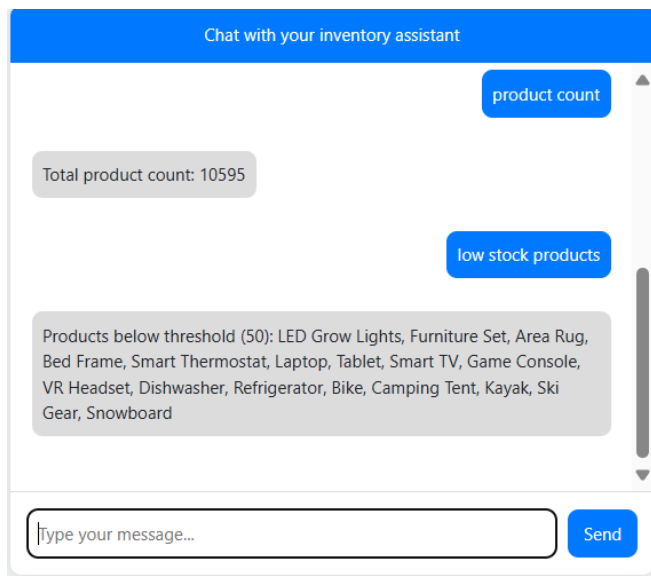 Chat with your inventory assistant
product count
Total product count: 10595
low stock products
Products below threshold (50): LED Grow Lights, Furniture Set, Area Rug,
Bed Frame, Smart Thermostat, Laptop, Tablet, Smart TV, Game Console,
VR Headset, Dishwasher, Refrigerator, Bike, Camping Tent, Kayak, Ski
Gear, Snowboard
Type your message...
Send